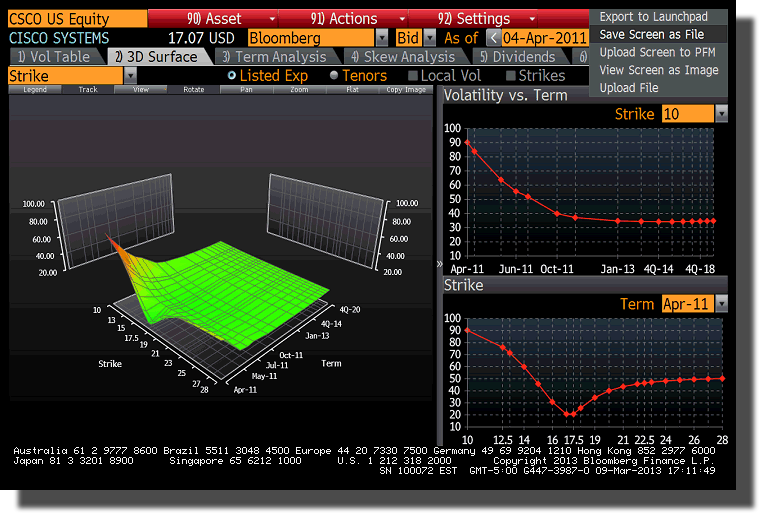 CSCO US Equity 90) Asset 91) Actions 92) Settings
Export to Launchpad
Save Screen as File
Upload Screen to PFM
View Screen as Image
Upload File
CISCO SYSTEMS 17.07 USD Bloomberg Bid As of < 04-Apr-2011
1) Vol Table 2) 3D Surface 3) Term Analysis 4) Skew Analysis 5) Dividends 6)
Strike Listed Exp Tenors Local Vol Strikes
Legend Track View Rotate Pan Zoom Flat Copy Image
100.00
80.00
60.00
40.00
20.00
100.00
80.00
60.00
40.00
20.00
10
13
15
17.5
19
21
23
25
27
28
Strike
Apr-11
May-11
Jul-11
Oct-11
Jan-13
4Q-14
4Q-20
Term
»
Volatility vs. Term
Strike 10
100
90
80
70
60
50
40
30
20
10
Apr-11 Jun-11 Oct-11 Jan-13 4Q-14 4Q-18
Strike
Term Apr-11
100
90
80
70
60
50
40
30
20
10
10 12.5 14 16 17.5 19 21 22.5 24 26 28
Australia 61 2 9777 8600 Brazil 5511 3048 4500 Europe 44 20 7330 7500 Germany 49 69 9204 1210 Hong Kong 852 2977 6000
Japan 81 3 3201 8900 Singapore 65 6212 1000 U.S. 1 212 318 2000 Copyright 2013 Bloomberg Finance L.P.
SN 100072 EST GMT-5:00 G447-3987-0 09-Mar-2013 17:11:49